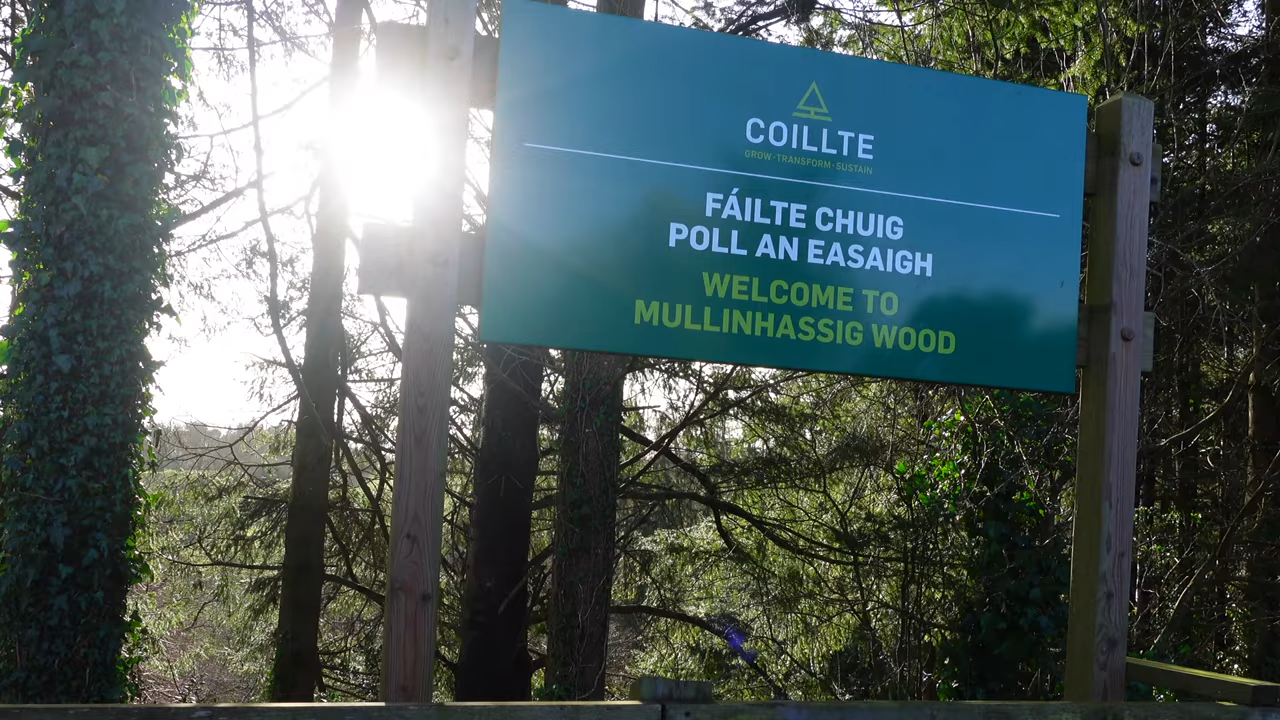 COILLTE
GROW·TRANSFORM·SUSTAIN
FÁILTE CHUIG
POLL AN EASAIGH
WELCOME TO
MULLINHASSIG WOOD